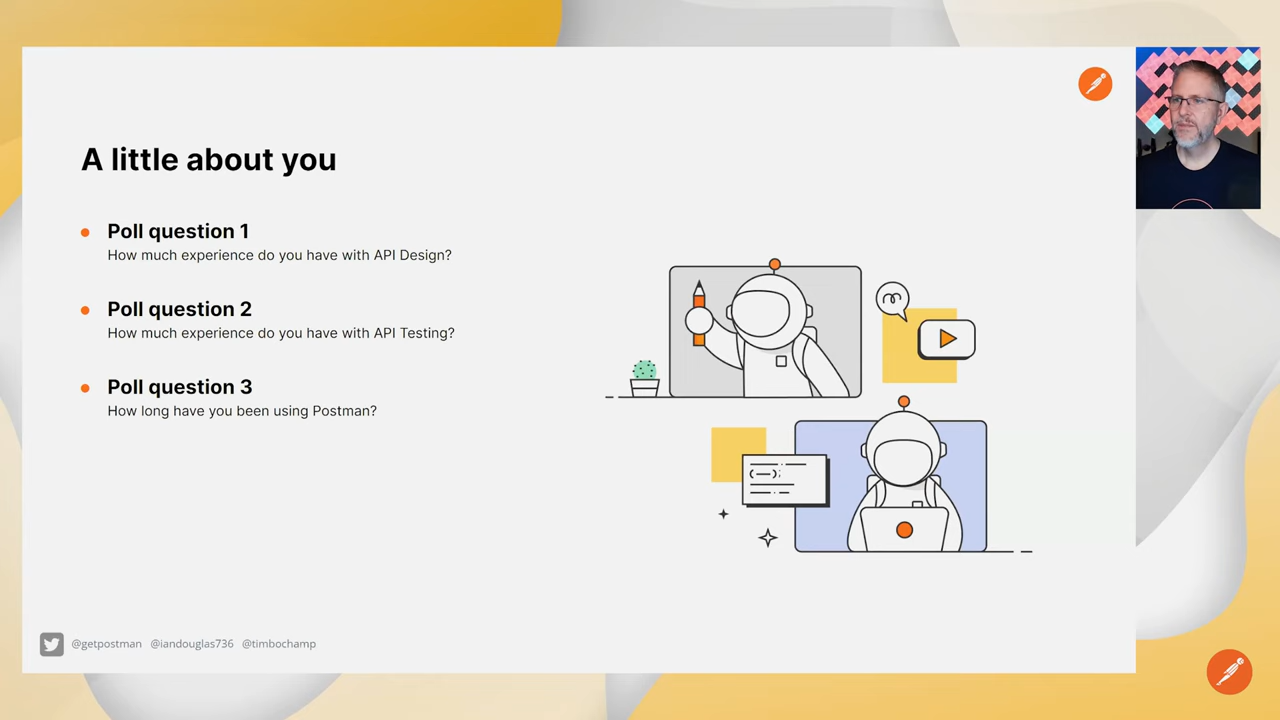 A little about you
Poll question 1
How much experience do you have with API Design?
Poll question 2
How much experience do you have with API Testing?
Poll question 3
How long have you been using Postman?
@getpostman @iandouglas736 @timbochamp